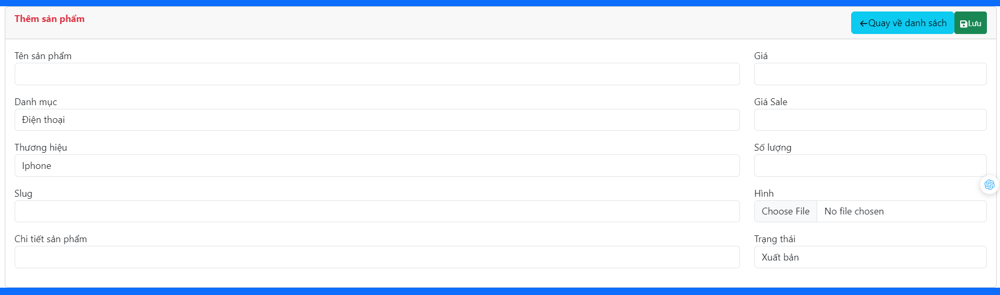 Thêm sản phẩm
Quay về danh sách
Lưu
Tên sản phẩm
Giá
Danh mục
Giá Sale
Điện thoại
Thương hiệu
Số lượng
Iphone
Slug
Hình
Choose File No file chosen
Chi tiết sản phẩm
Trạng thái
Xuất bản